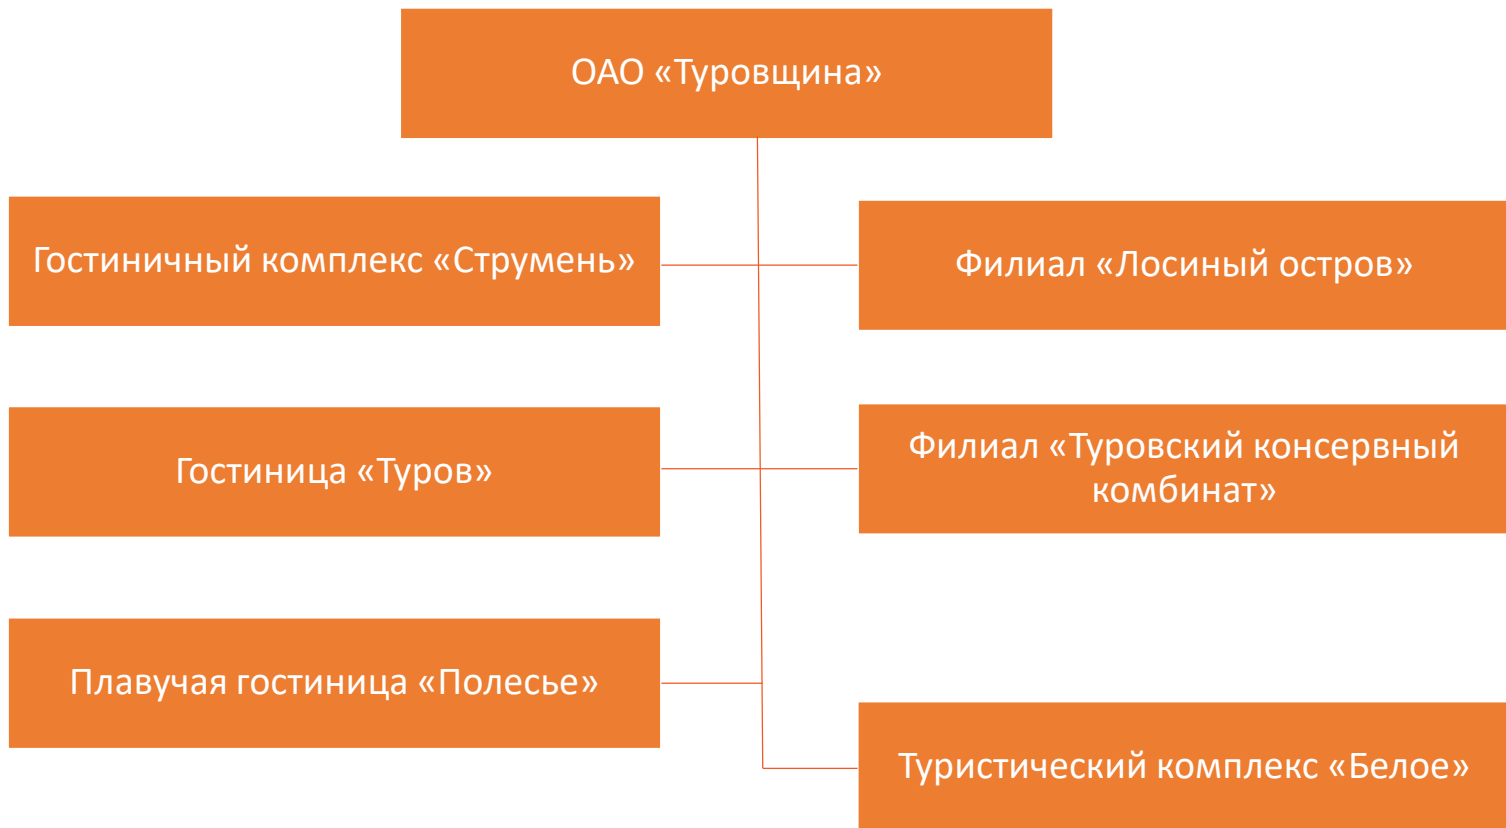 ОАО «Туровщина»
Гостиничный комплекс «Струмень»
Филиал «Лосиный остров»
Гостиница «Туров»
Филиал «Туровский консервный
комбинат»
Плавучая гостиница «Полесье»
Туристический комплекс «Белое»